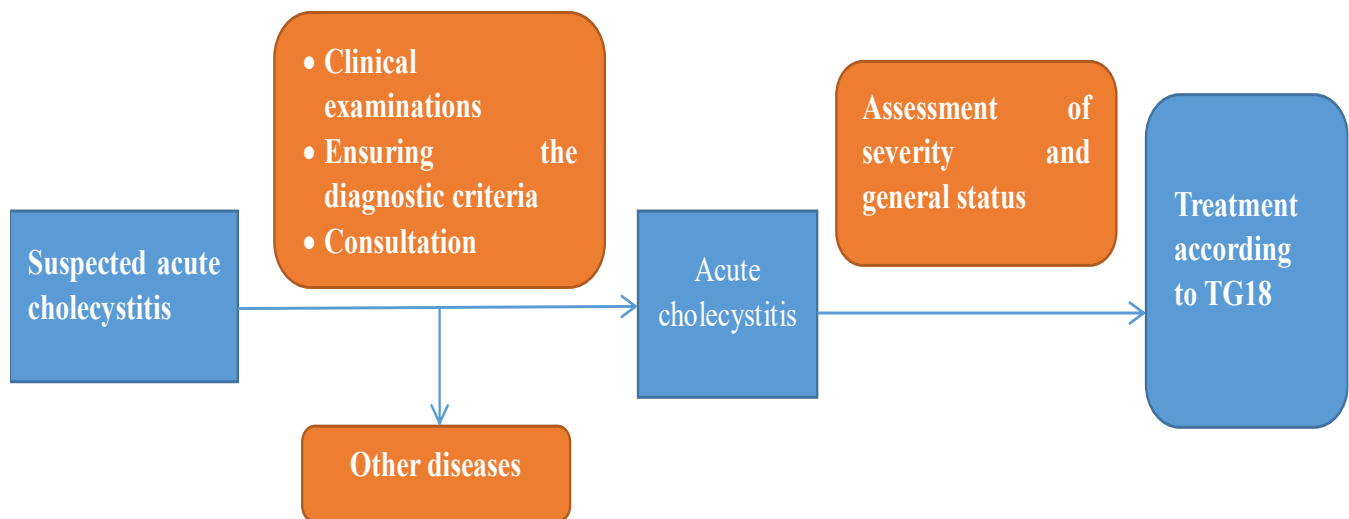 Suspected acute
cholecystitis
• Clinical
examinations
• Ensuring the
diagnostic criteria
• Consultation
Other diseases
Acute
cholecystitis
Assessment of
severity and
general status
Treatment
according
to TG18